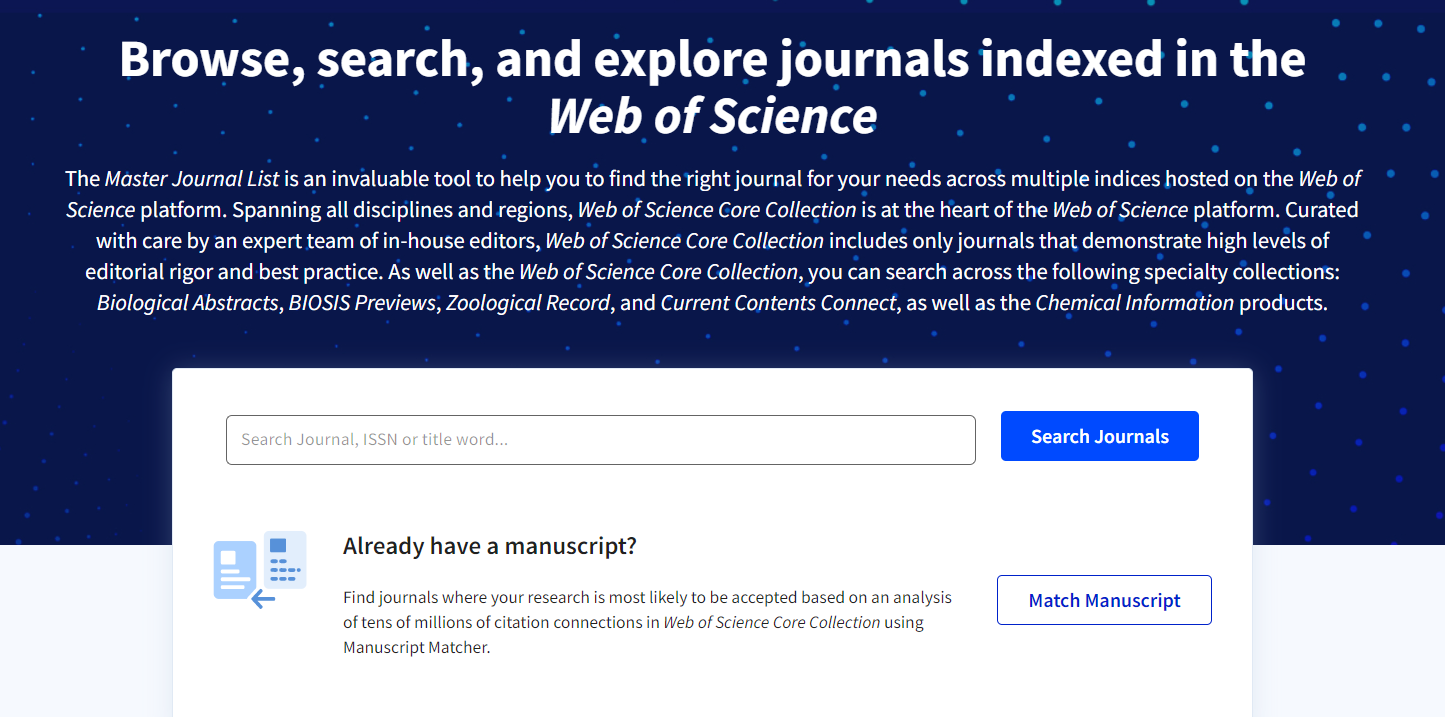 Browse, search, and explore journals indexed in the
Web of Science
The Master Journal List is an invaluable tool to help you to find the right journal for your needs across multiple indices hosted on the Web of
Science platform. Spanning all disciplines and regions, Web of Science Core Collection is at the heart of the Web of Science platform. Curated
with care by an expert team of in-house editors, Web of Science Core Collection includes only journals that demonstrate high levels of
editorial rigor and best practice. As well as the Web of Science Core Collection, you can search across the following specialty collections:
Biological Abstracts, BIOSIS Previews, Zoological Record, and Current Contents Connect, as well as the Chemical Information products.
Search Journal, ISSN or title word...
Search Journals
Already have a manuscript?
Find journals where your research is most likely to be accepted based on an analysis
of tens of millions of citation connections in Web of Science Core Collection using
Manuscript Matcher.
Match Manuscript